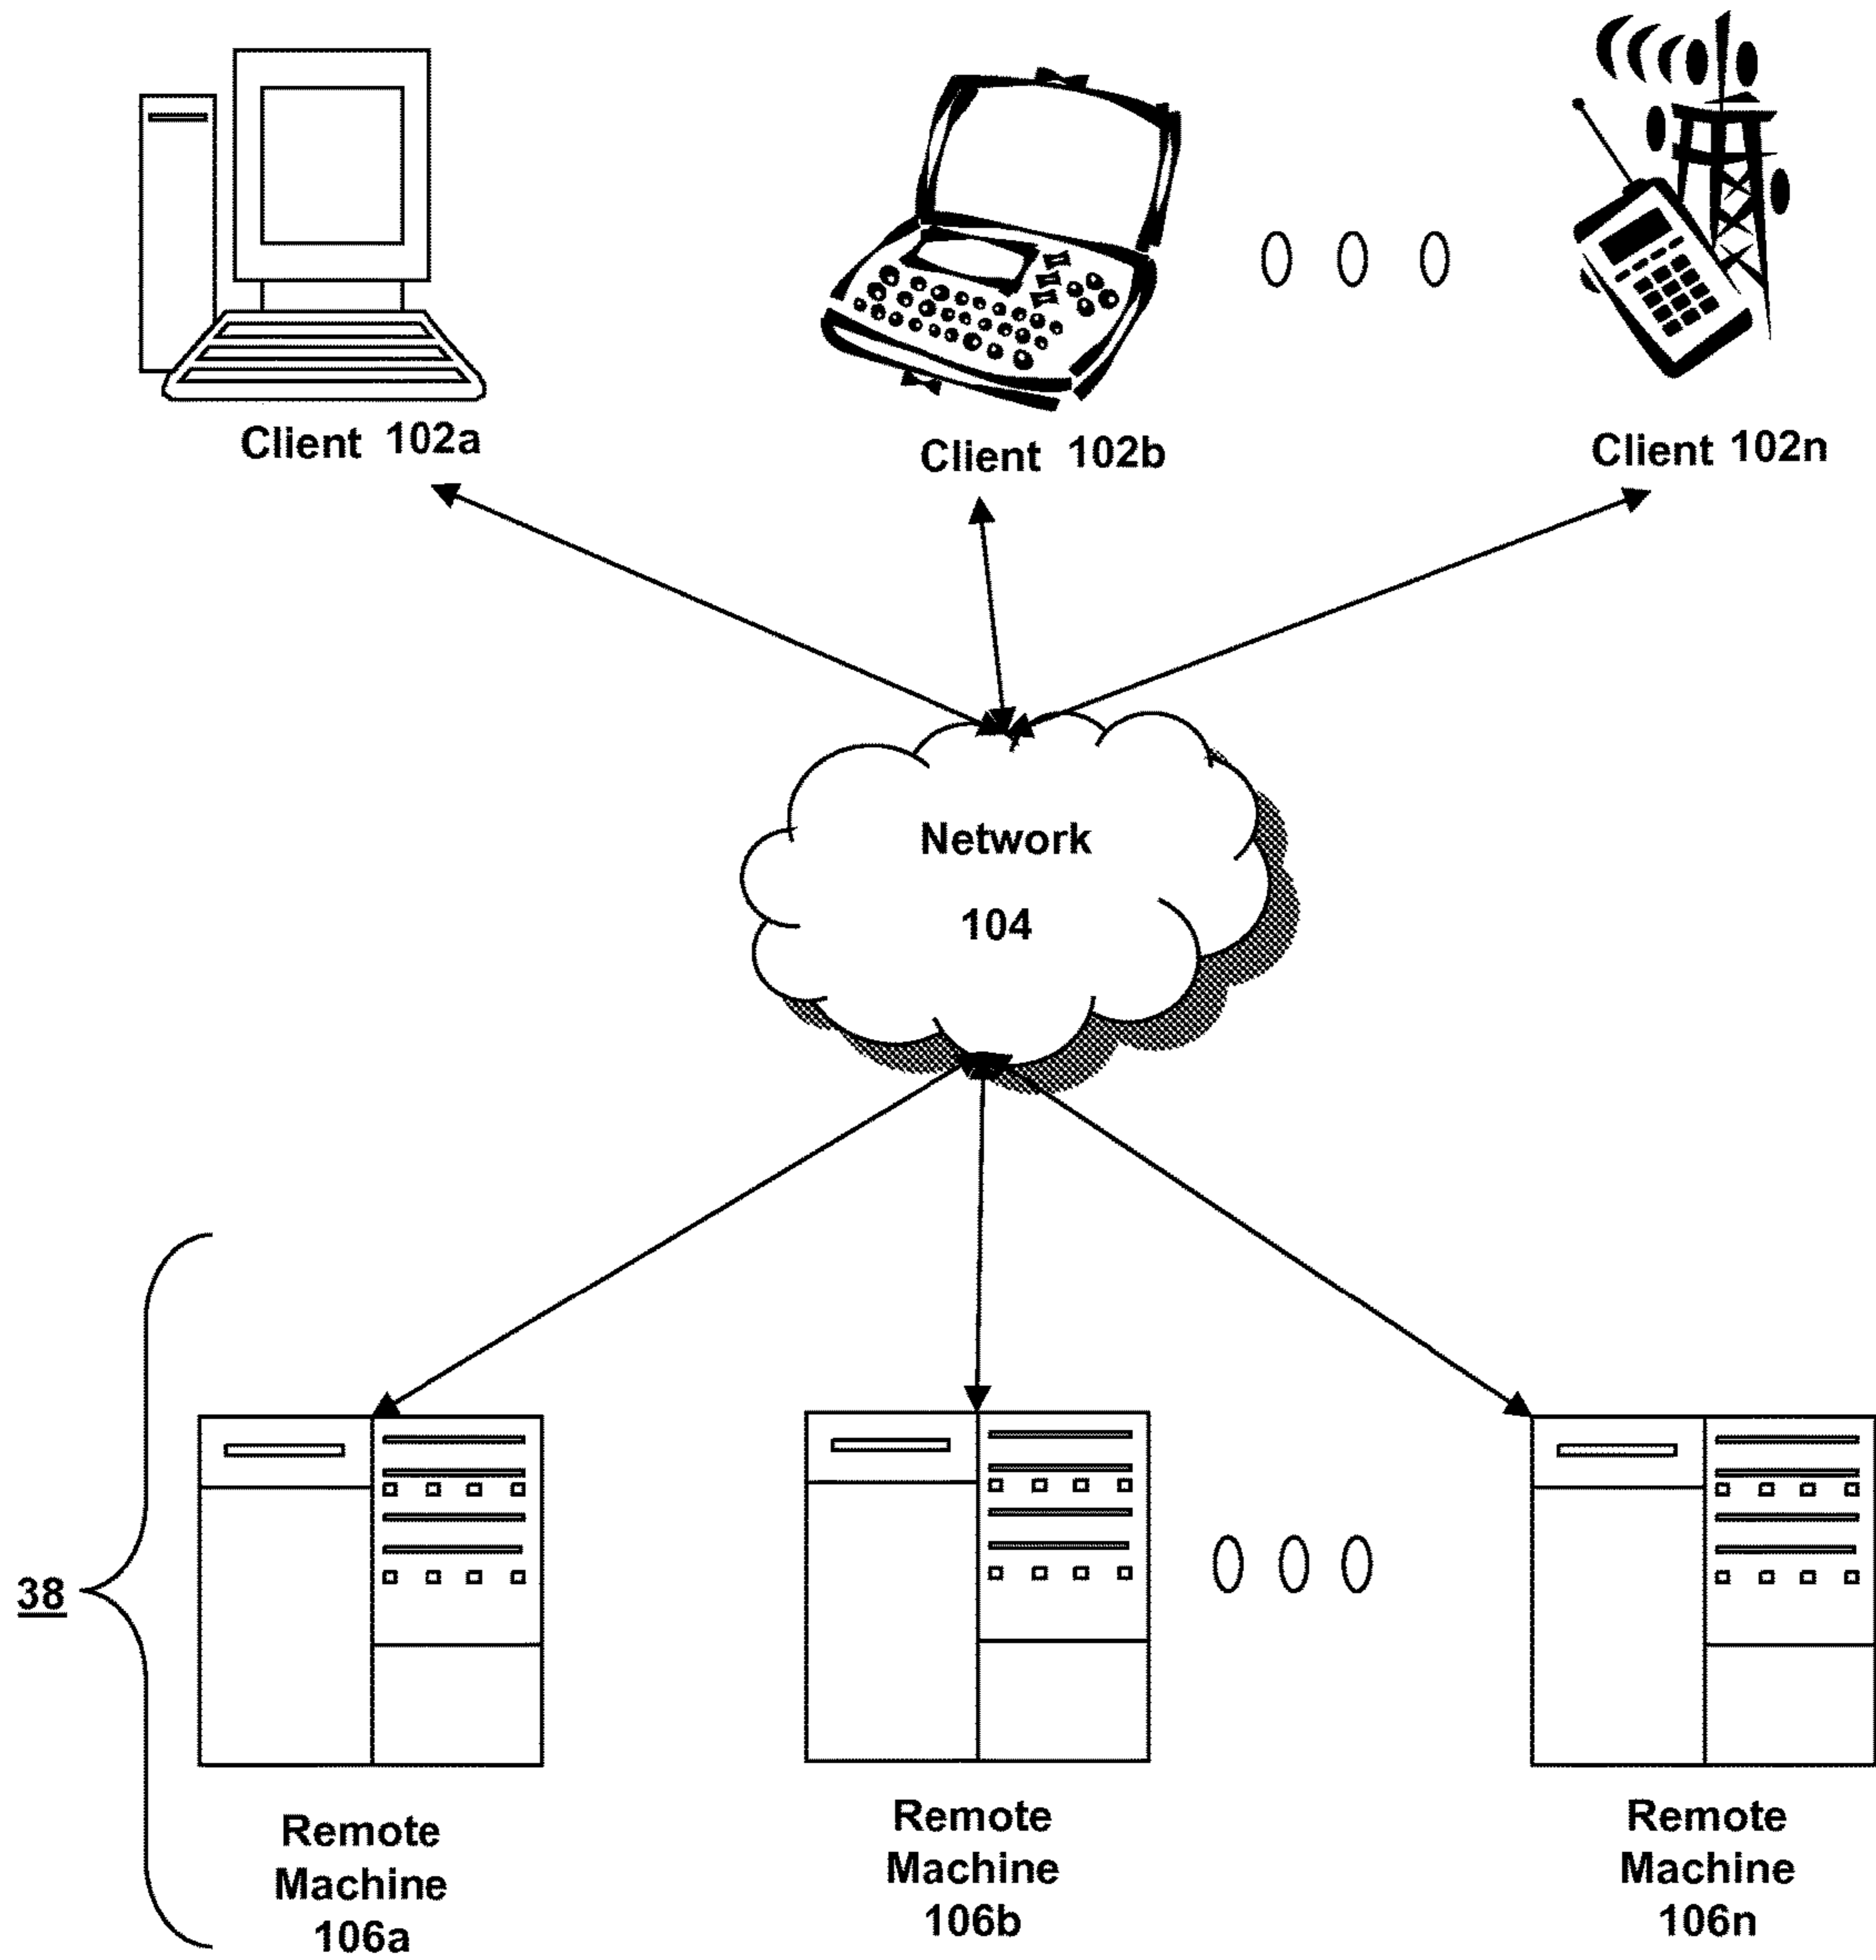 Client 102a
Client 102b
Client 102n
Network
104
38
Remote
Machine
106a
Remote
Machine
106b
Remote
Machine
106n